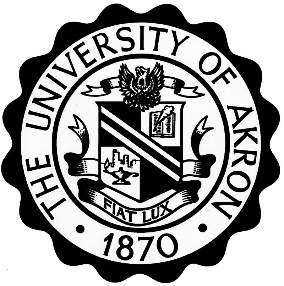 THE UNIVERSITY OF AKRON
FIAT LUX
• 1870 •